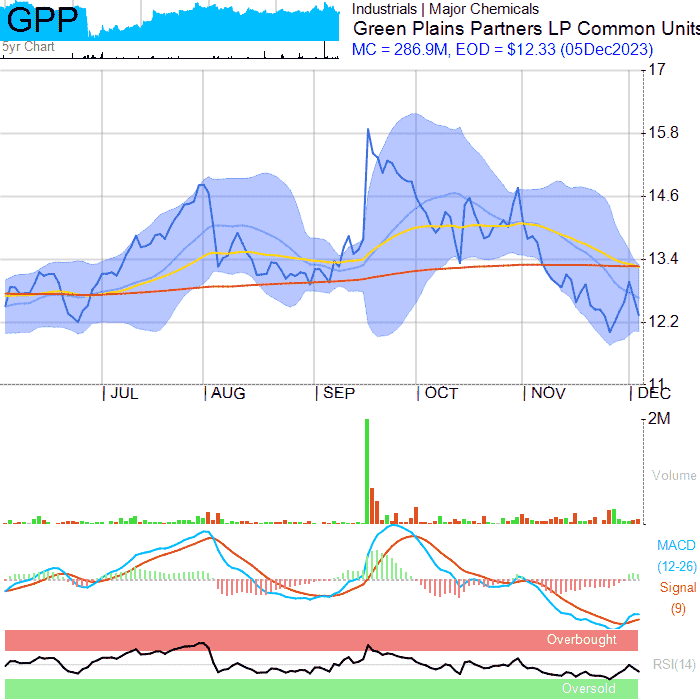 GPP
5yr Chart
Industrials | Major Chemicals
Green Plains Partners LP Common Units
MC = 286.9M, EOD = $12.33 (05Dec2023)
17
15.8
14.6
13.4
12.2
11
JUL
AUG
SEP
OCT
NOV
DEC
2M
Volume
MACD
(12-26)
Signal
(9)
Overbought
RSI(14)
Oversold